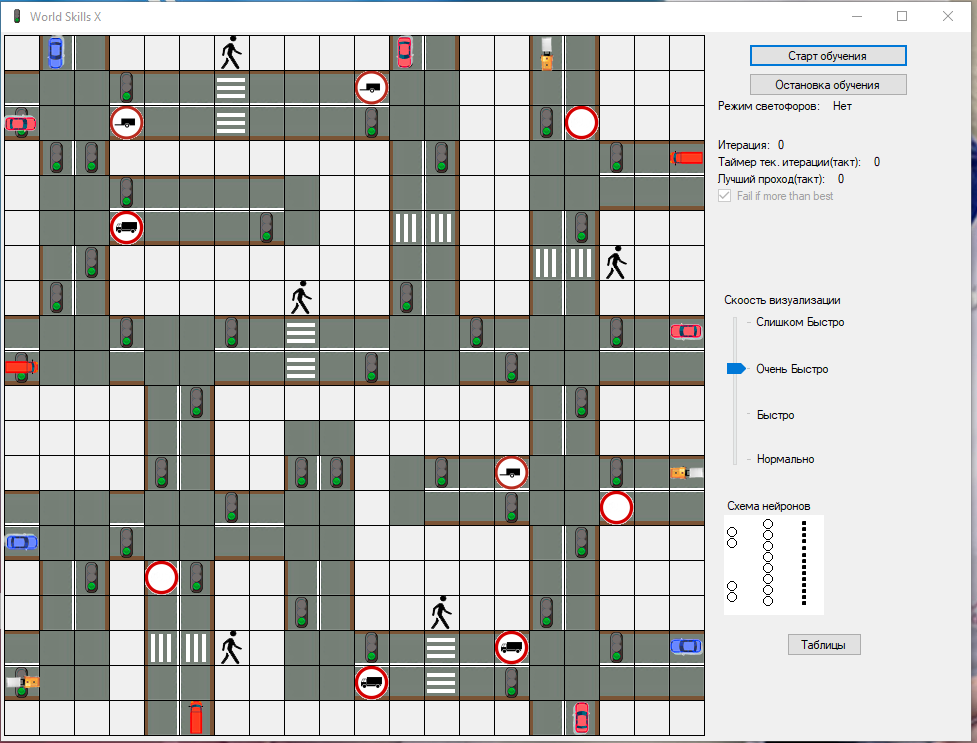 World Skills X
Старт обучения
Остановка обучения
Режим светофоров: Нет
Итерация: 0
Таймер тек. итерации(такт): 0
Лучший проход(такт): 0
Fail if more than best
Скоость визуализации
Слишком Быстро
Очень Быстро
Быстро
Нормально
Схема нейронов
Таблицы